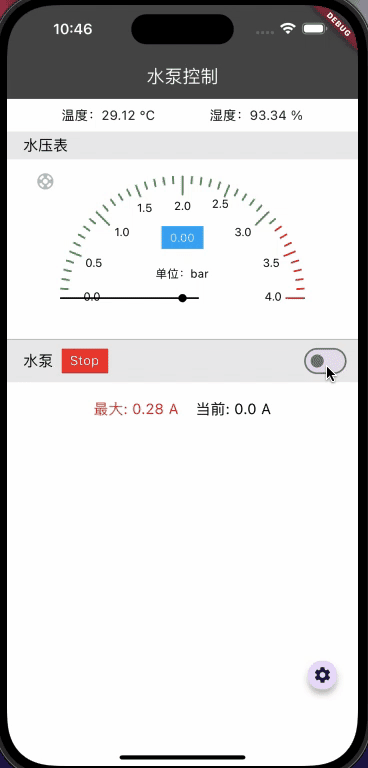 10:46
DEBUG
水泵控制
温度：29.12 °C 湿度：93.34 %
水压表
2.0
1.5 2.5
1.0 3.0
0.00
0.5 3.5
单位：bar
0.0 4.0
水泵 Stop
最大: 0.28 A 当前: 0.0 A